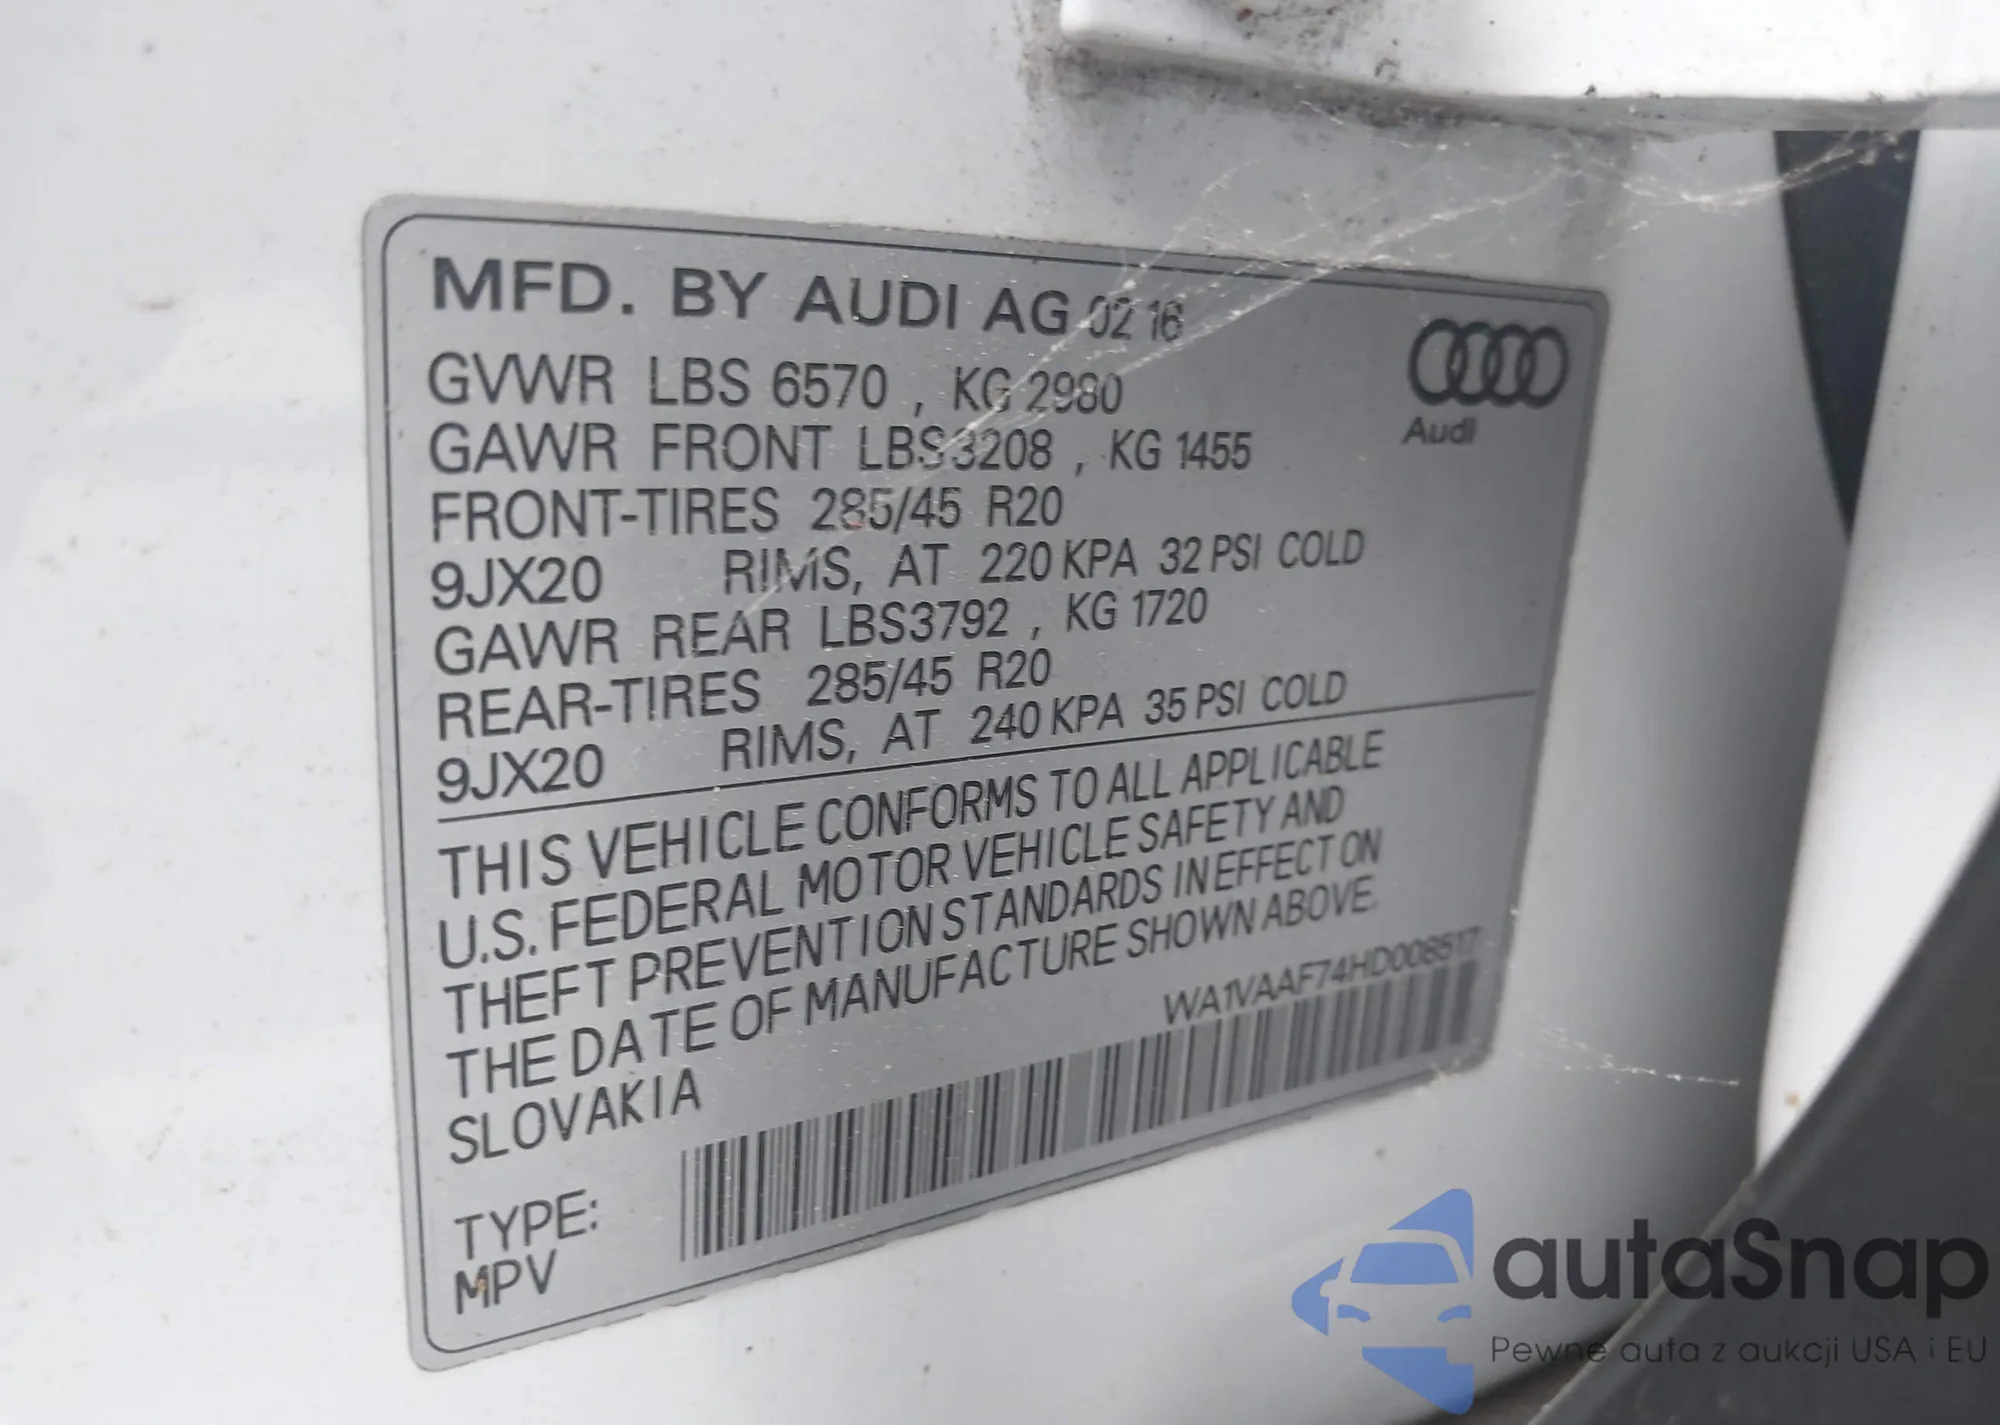 MFD. BY AUDI AG 02 16
GVWR LBS 6570 , KG 2980
GAWR FRONT LBS3208 , KG 1455
FRONT-TIRES 285/45 R20
9JX20 RIMS, AT 220 KPA 32 PSI COLD
GAWR REAR LBS3792 , KG 1720
REAR-TIRES 285/45 R20
9JX20 RIMS, AT 240 KPA 35 PSI COLD
Audi
THIS VEHICLE CONFORMS TO ALL APPLICABLE
U.S. FEDERAL MOTOR VEHICLE SAFETY AND
THEFT PREVENTION STANDARDS IN EFFECT ON
THE DATE OF MANUFACTURE SHOWN ABOVE.
SLOVAKIA
WA1VAAF74HD008517
TYPE:
MPV
autaSnap
Pewne auta z aukcji USA i EU